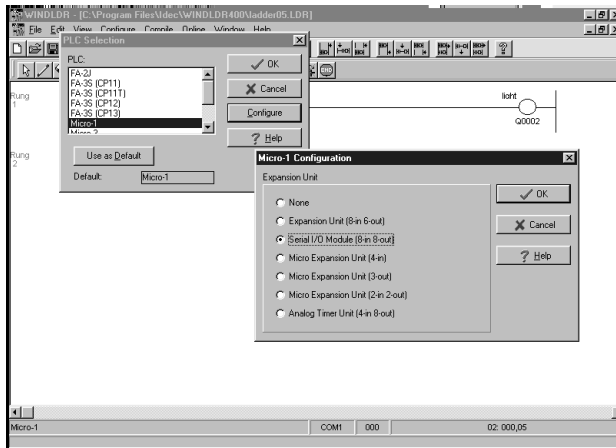 WINDLDR - [C:\Program Files\Idec\WINDLDR400\ladder05.LDR]
File Edit View Configure Compile Online Window Help
PLC Selection
PLC:
FA-2J
FA-3S (CP11)
FA-3S (CP11T)
FA-3S (CP12)
FA-3S (CP13)
Micro-1
Micro-3
OK
Cancel
Configure
Help
Use as Default
Default: Micro-1
Rung
1
light
Q0002
Rung
2
Micro-1 Configuration
Expansion Unit
None
Expansion Unit (8-in 6-out)
Serial I/O Module (8-in 8-out)
Micro Expansion Unit (4-in)
Micro Expansion Unit (3-out)
Micro Expansion Unit (2-in 2-out)
Analog Timer Unit (4-in 8-out)
OK
Cancel
Help
Micro-1 COM1 000 02: 000,05